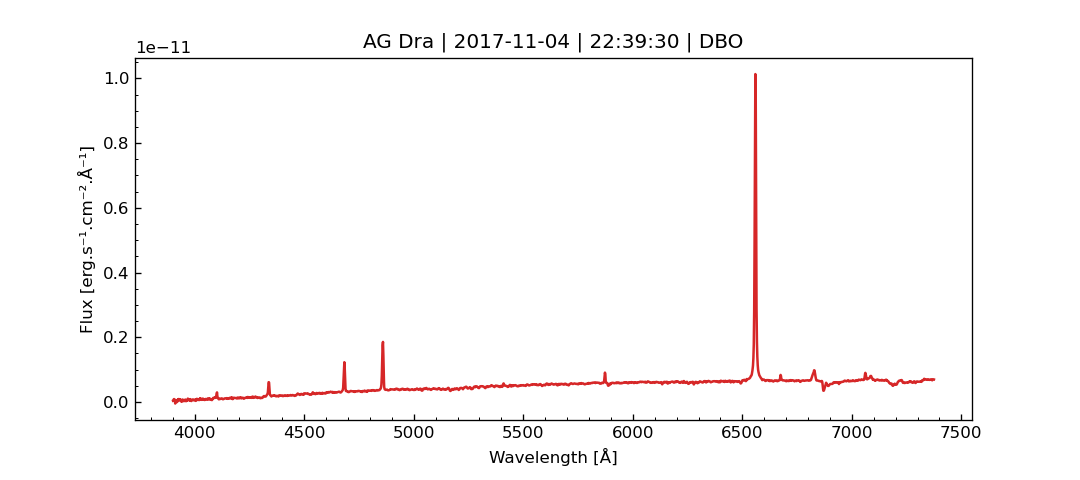 AG Dra | 2017-11-04 | 22:39:30 | DBO
1e−11
1.0
0.8
0.6
0.4
0.2
0.0
Flux [erg.s⁻¹.cm⁻².Å⁻¹]
4000 4500 5000 5500 6000 6500 7000 7500
Wavelength [Å]